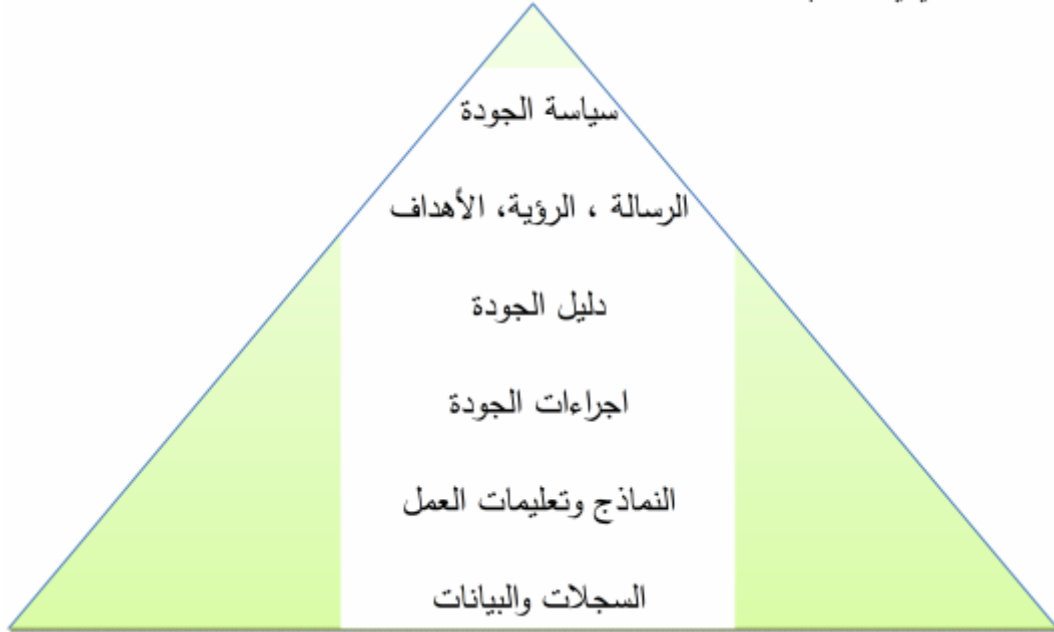 سياسة الجودة
الرسالة ، الرؤية، الأهداف
دليل الجودة
اجراءات الجودة
النماذج وتعليمات العمل
السجلات والبيانات